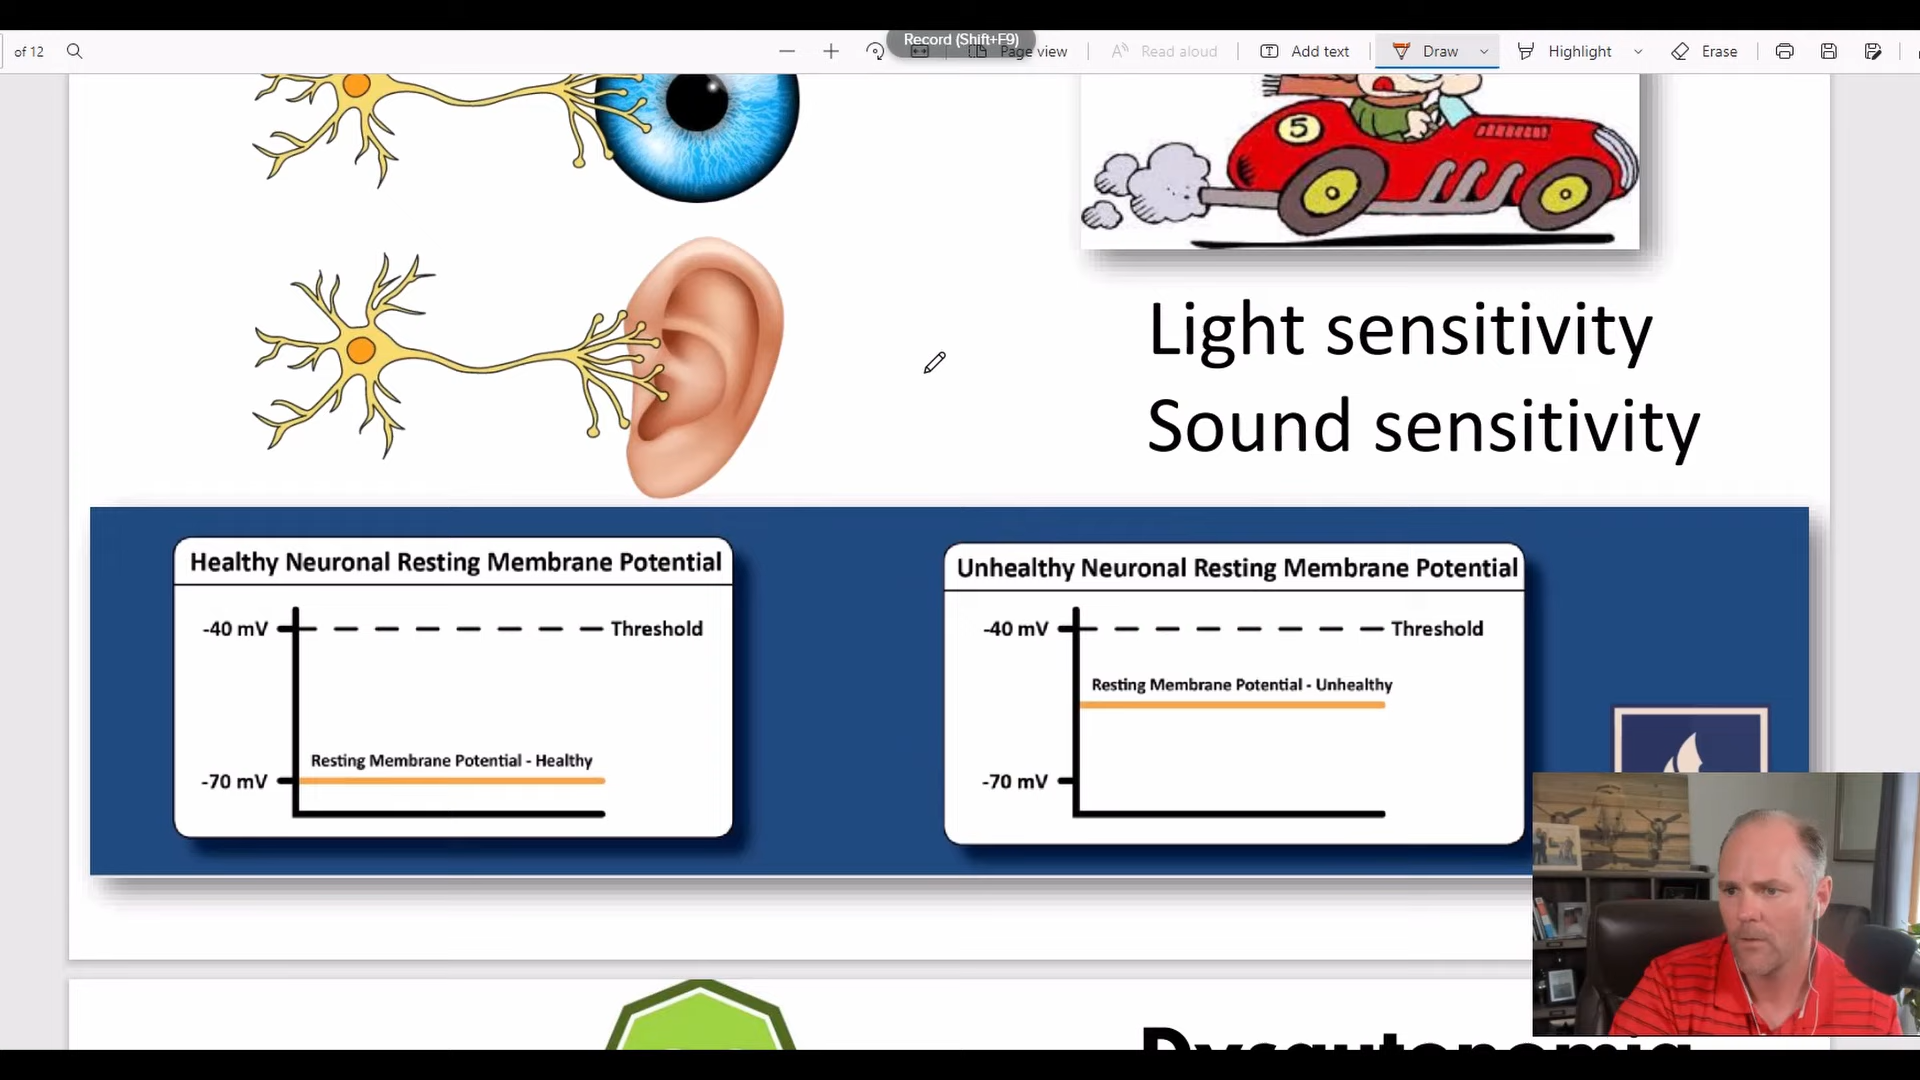 of 12
Record (Shift+F9)
Page view
Read aloud
Add text
Draw
Highlight
Erase
5
Light sensitivity
Sound sensitivity
Healthy Neuronal Resting Membrane Potential
-40 mV
Threshold
Resting Membrane Potential - Healthy
-70 mV
Unhealthy Neuronal Resting Membrane Potential
-40 mV
Threshold
Resting Membrane Potential - Unhealthy
-70 mV
Dysautonomia